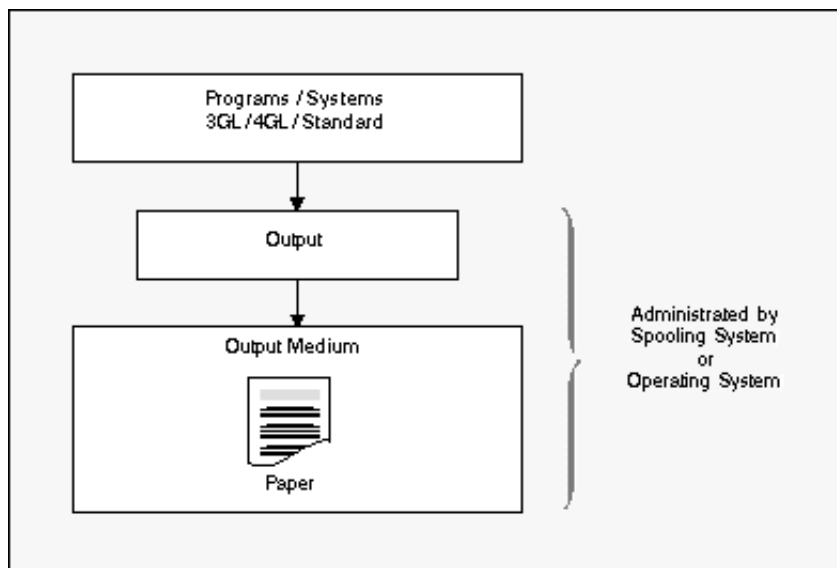 Programs / Systems
3GL/4GL/Standard
Output
Output Medium
Paper
Administrated by
Spooling System
or
Operating System